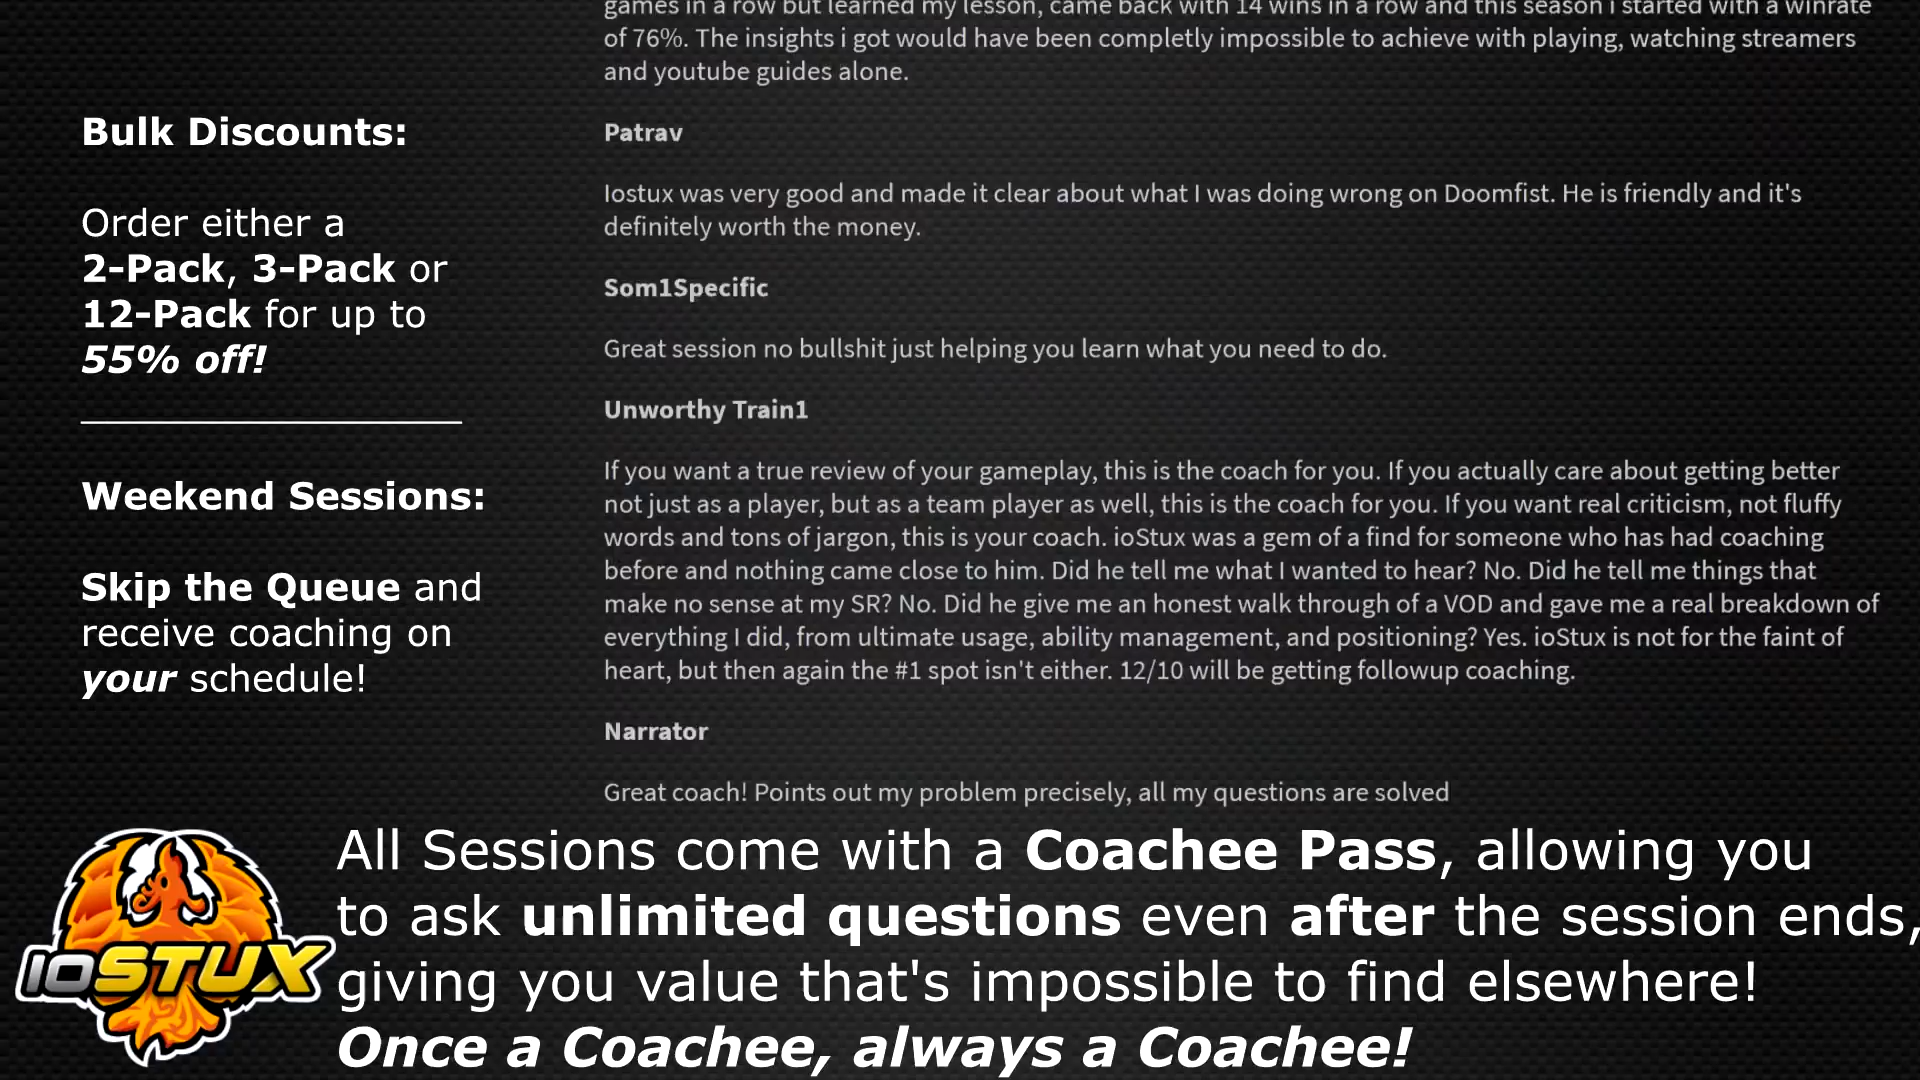 games in a row but learned my lesson, came back with 14 wins in a row and this season i started with a winrate
of 76%. The insights i got would have been completly impossible to achieve with playing, watching streamers
and youtube guides alone.
Bulk Discounts:
Order either a
2-Pack, 3-Pack or
12-Pack for up to
55% off!
Weekend Sessions:
Skip the Queue and
receive coaching on
your schedule!
Patrav
Iostux was very good and made it clear about what I was doing wrong on Doomfist. He is friendly and it's
definitely worth the money.
Som1Specific
Great session no bullshit just helping you learn what you need to do.
Unworthy Train1
If you want a true review of your gameplay, this is the coach for you. If you actually care about getting better
not just as a player, but as a team player as well, this is the coach for you. If you want real criticism, not fluffy
words and tons of jargon, this is your coach. ioStux was a gem of a find for someone who has had coaching
before and nothing came close to him. Did he tell me what I wanted to hear? No. Did he tell me things that
make no sense at my SR? No. Did he give me an honest walk through of a VOD and gave me a real breakdown of
everything I did, from ultimate usage, ability management, and positioning? Yes. ioStux is not for the faint of
heart, but then again the #1 spot isn't either. 12/10 will be getting followup coaching.
Narrator
Great coach! Points out my problem precisely, all my questions are solved
IOSTUX
All Sessions come with a Coachee Pass, allowing you
to ask unlimited questions even after the session ends,
giving you value that's impossible to find elsewhere!
Once a Coachee, always a Coachee!